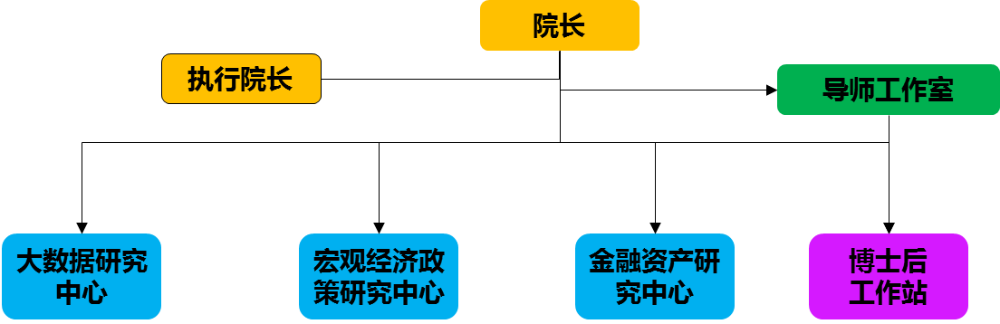 院长
执行院长
导师工作室
大数据研究
中心
宏观经济政
策研究中心
金融资产研
究中心
博士后
工作站